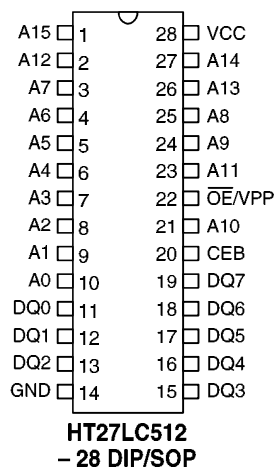 A15 1 28 VCC
A12 2 27 A14
A7 3 26 A13
A6 4 25 A8
A5 5 24 A9
A4 6 23 A11
A3 7 22 O̅E̅/VPP
A2 8 21 A10
A1 9 20 CEB
A0 10 19 DQ7
DQ0 11 18 DQ6
DQ1 12 17 DQ5
DQ2 13 16 DQ4
GND 14 15 DQ3
HT27LC512
– 28 DIP/SOP